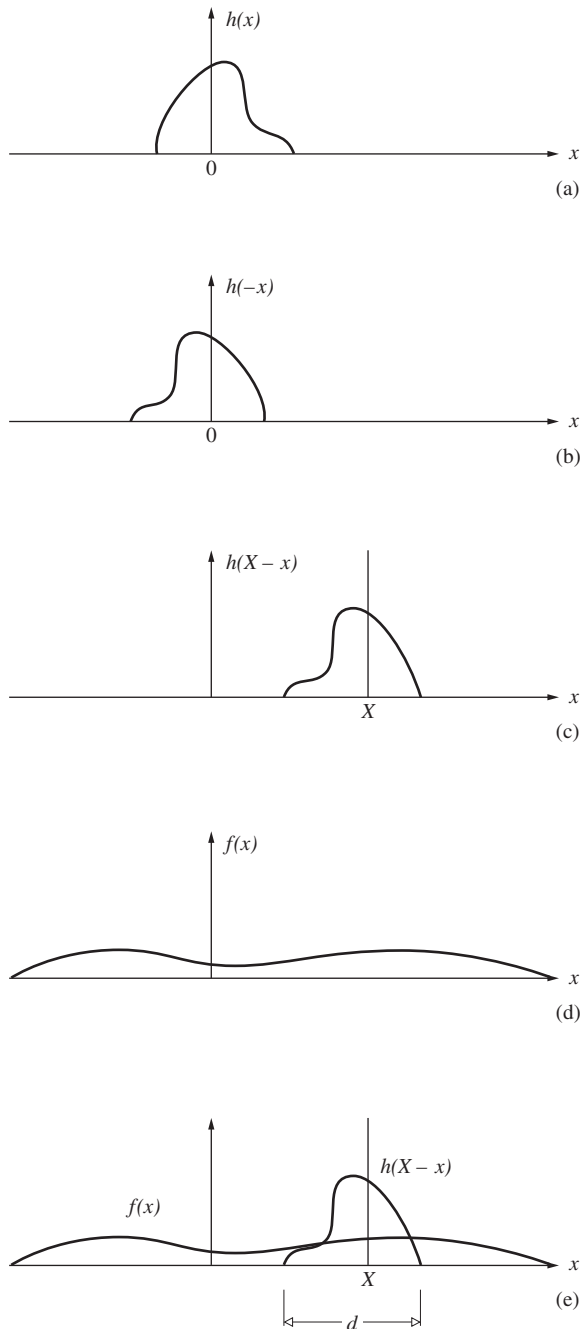 h(x)
x
0
(a)
h(–x)
x
0
(b)
h(X – x)
x
X
(c)
f(x)
x
(d)
h(X – x)
f(x)
x
X
(e)
d